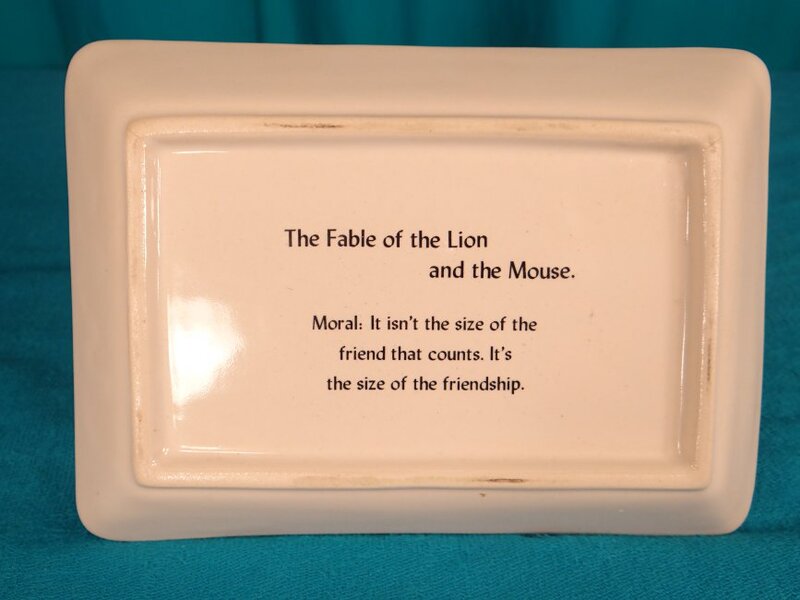 The Fable of the Lion
and the Mouse.
Moral: It isn't the size of the
friend that counts. It's
the size of the friendship.